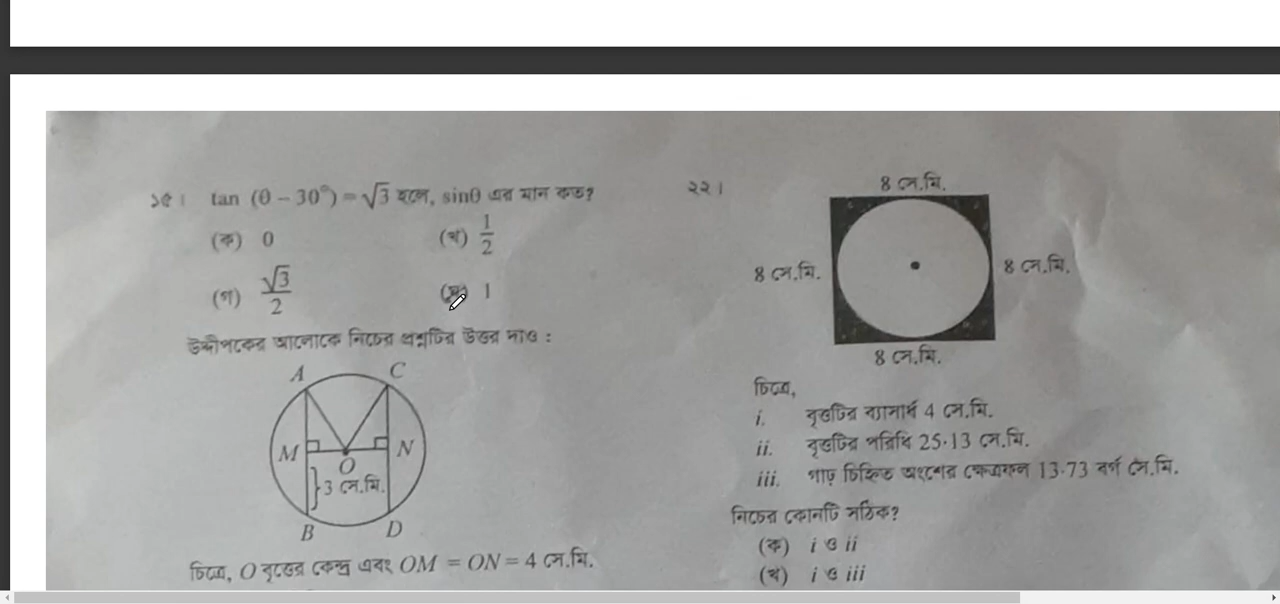 ১৫। tan (θ – 30°) = √3 হলে, sinθ এর মান কত?
(ক) 0 (খ) 1/2
(গ) √3/2 (ঘ) 1
উদ্দীপকের আলোকে নিচের প্রশ্নটির উত্তর দাও :
A C
M O N
}3 সে.মি.
B D
চিত্রে, O বৃত্তের কেন্দ্র এবং OM = ON = 4 সে.মি.
২২।
8 সে.মি.
8 সে.মি. 8 সে.মি.
8 সে.মি.
চিত্রে,
i. বৃত্তটির ব্যাসার্ধ 4 সে.মি.
ii. বৃত্তটির পরিধি 25·13 সে.মি.
iii. গাঢ় চিহ্নিত অংশের ক্ষেত্রফল 13·73 বর্গ সে.মি.
নিচের কোনটি সঠিক?
(ক) i ও ii
(খ) i ও iii